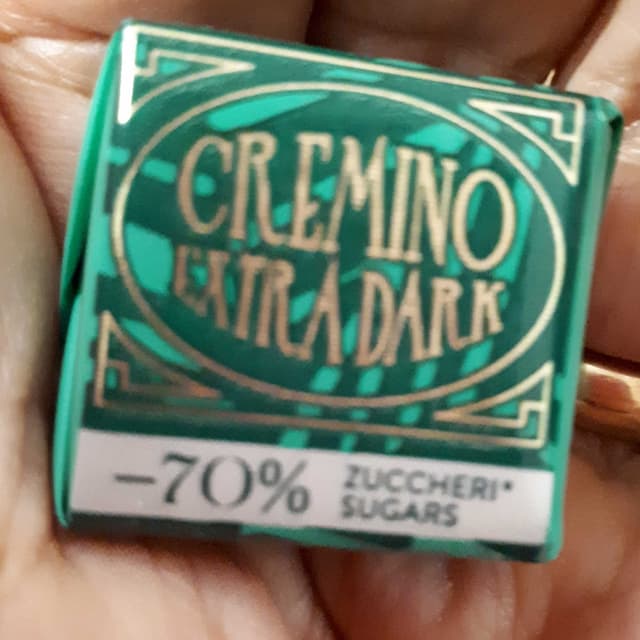 CREMINO
EXTRA DARK
-70%
ZUCCHERI*
SUGARS